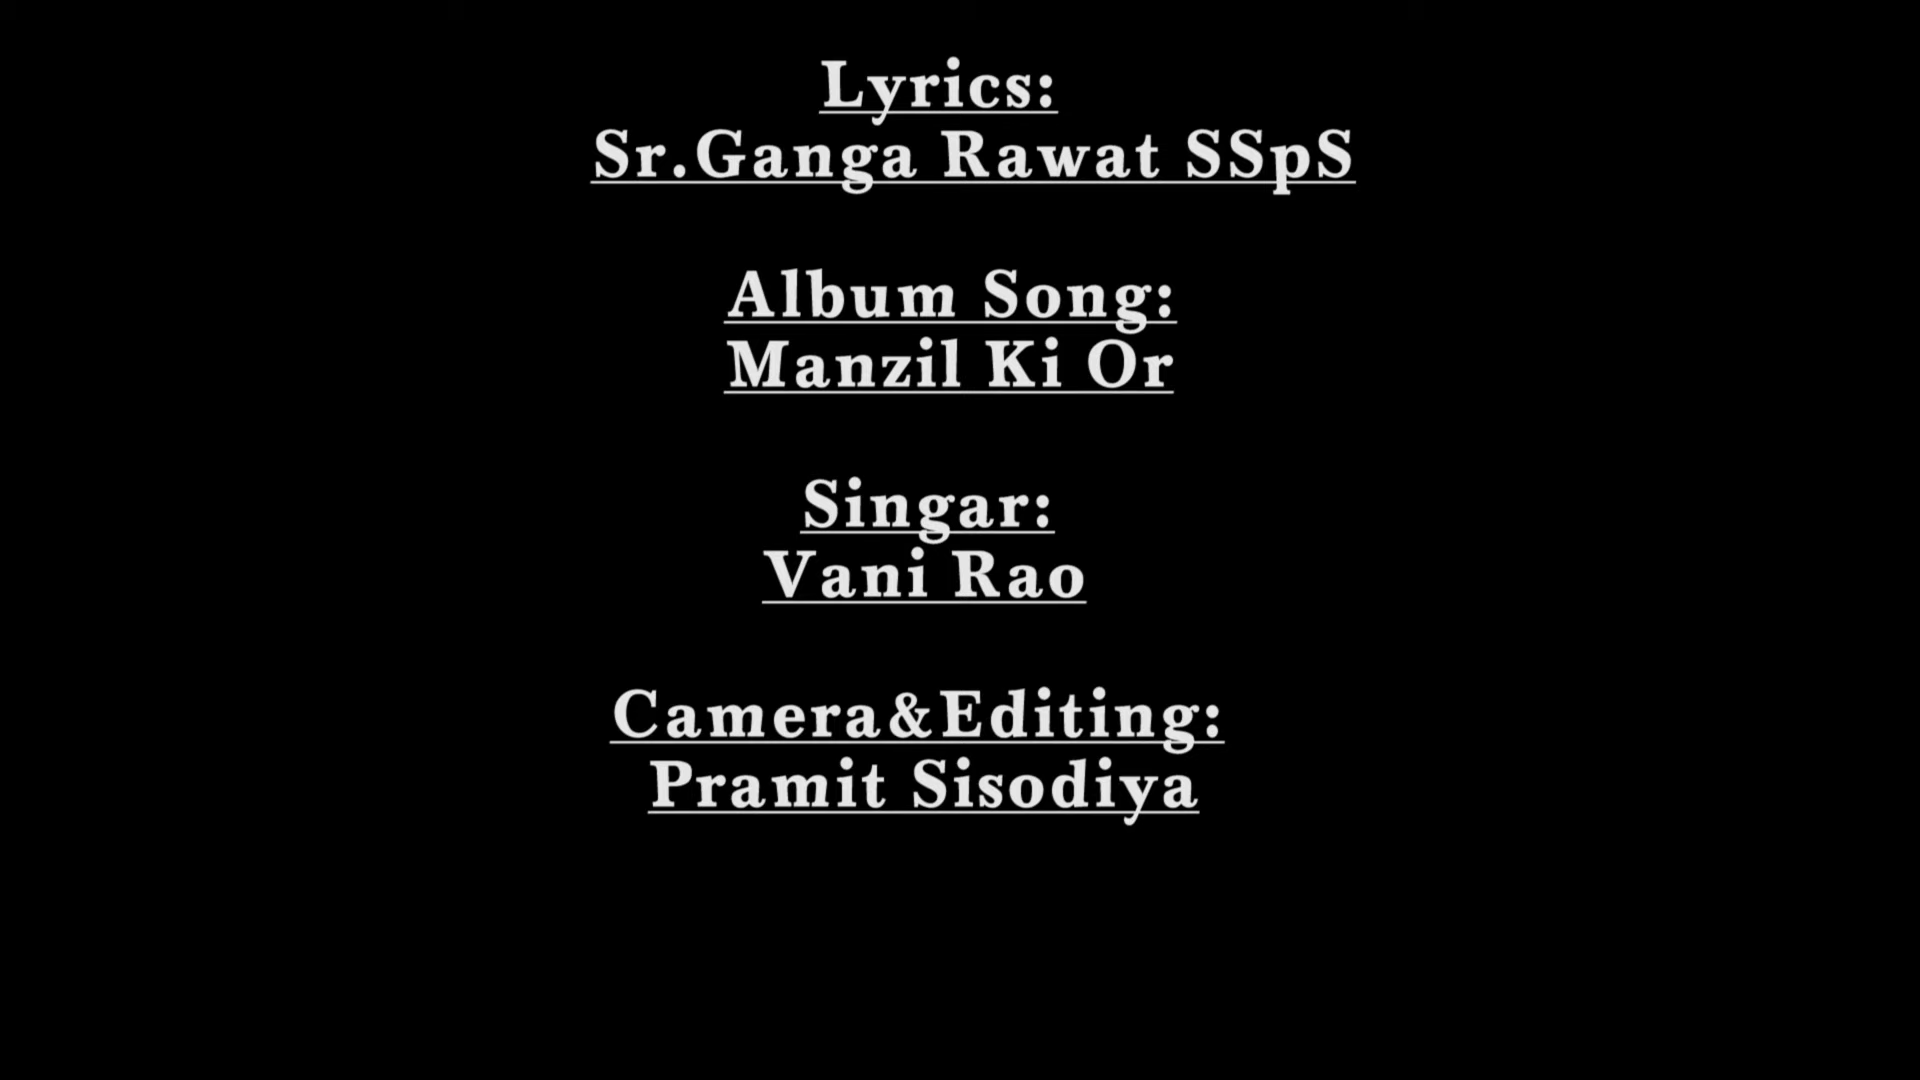 Lyrics:
Sr.Ganga Rawat SSpS
Album Song:
Manzil Ki Or
Singar:
Vani Rao
Camera&Editing:
Pramit Sisodiya